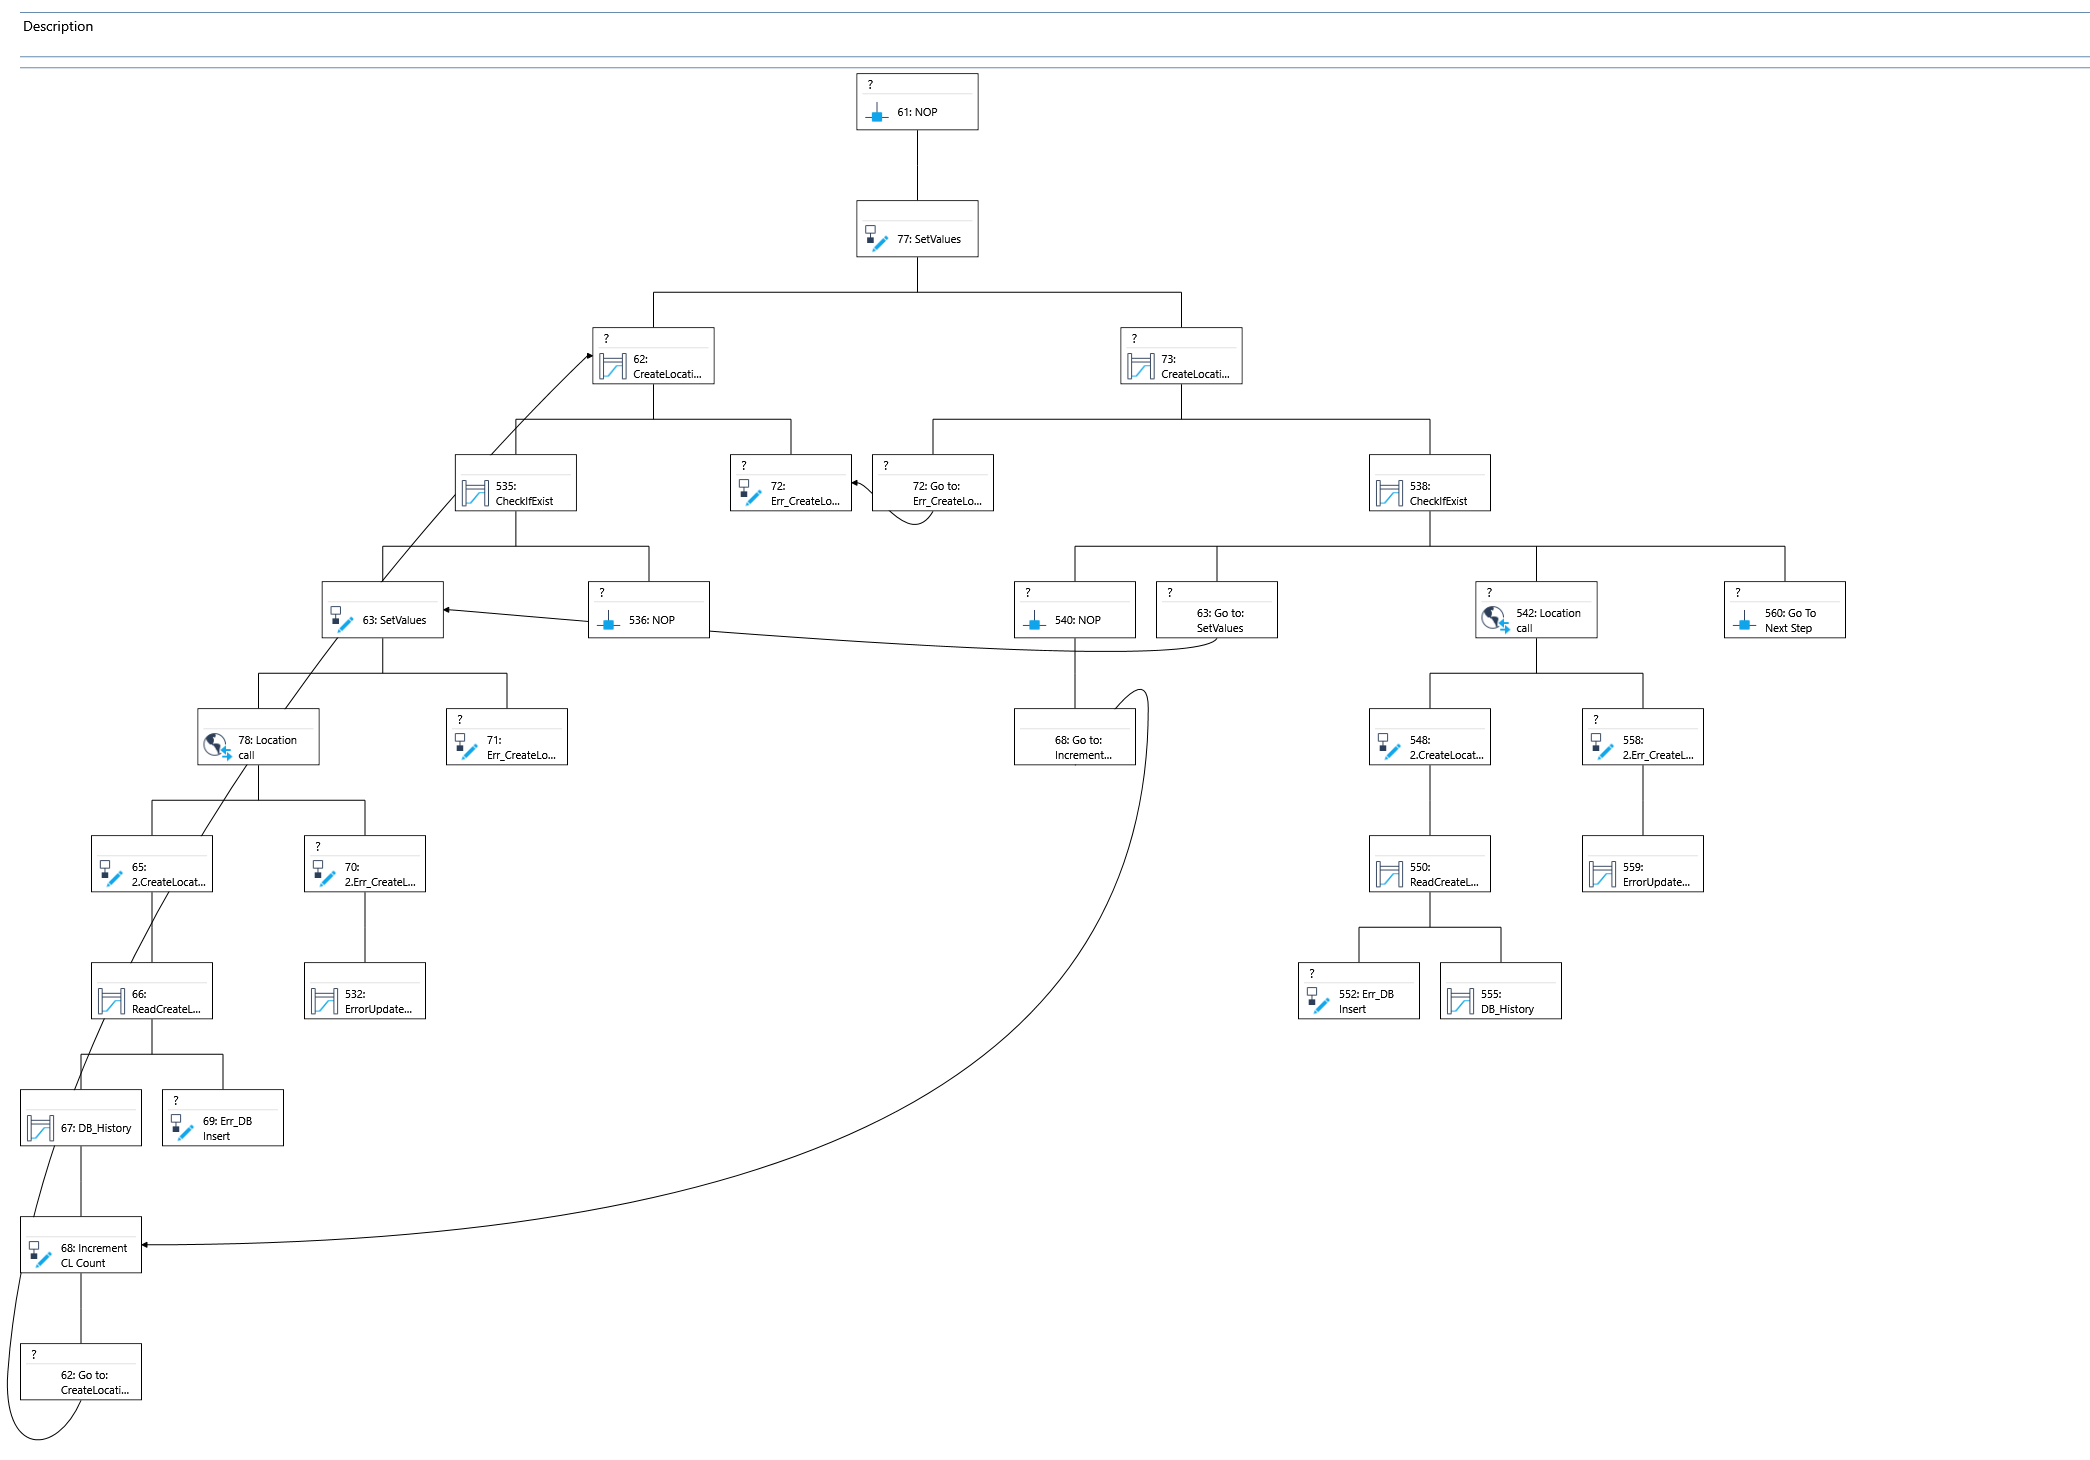 Description
?
61: NOP
77: SetValues
?
62:
CreateLocati...
?
73:
CreateLocati...
535:
CheckIfExist
?
72:
Err_CreateLo...
?
72: Go to:
Err_CreateLo...
538:
CheckIfExist
63: SetValues
?
536: NOP
?
540: NOP
?
63: Go to:
SetValues
?
542: Location
call
?
560: Go To
Next Step
78: Location
call
?
71:
Err_CreateLo...
68: Go to:
Increment...
548:
2.CreateLocat...
?
558:
2.Err_CreateL...
65:
2.CreateLocat...
?
70:
2.Err_CreateL...
550:
ReadCreateL...
559:
ErrorUpdate...
66:
ReadCreateL...
532:
ErrorUpdate...
?
552: Err_DB
Insert
555:
DB_History
67: DB_History
?
69: Err_DB
Insert
68: Increment
CL Count
?
62: Go to:
CreateLocati...